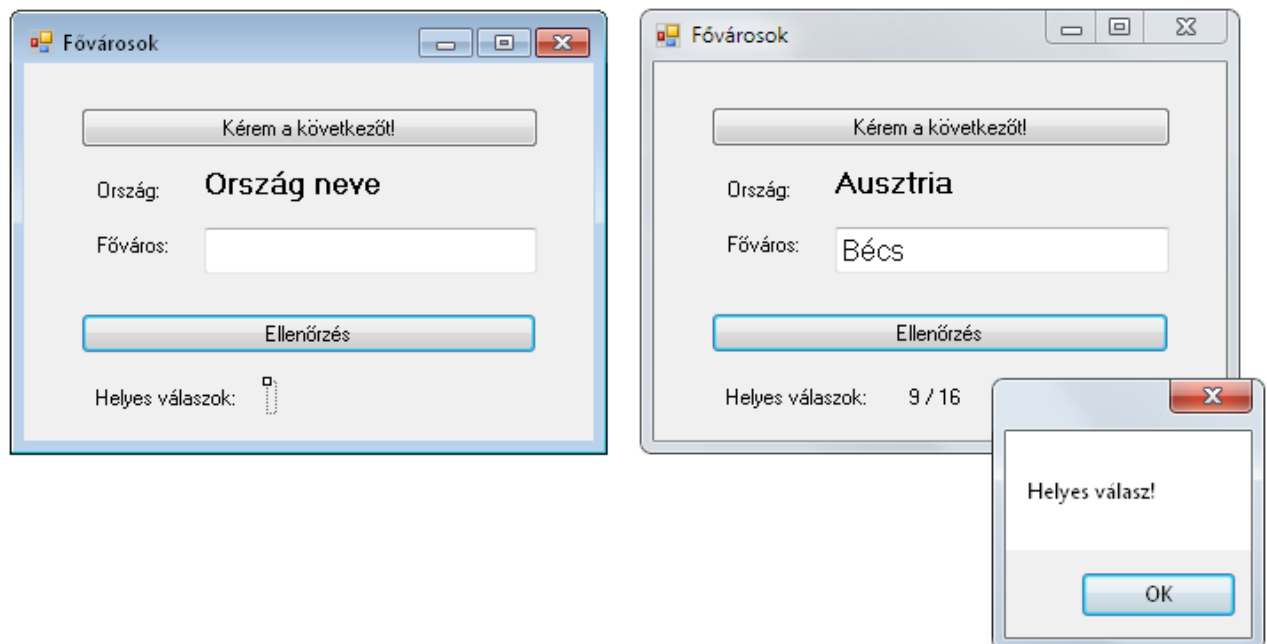 Fővárosok
Kérem a következőt!
Ország: Ország neve
Főváros:
Ellenőrzés
Helyes válaszok:
Fővárosok
Kérem a következőt!
Ország: Ausztria
Főváros: Bécs
Ellenőrzés
Helyes válaszok: 9 / 16
Helyes válasz!
OK